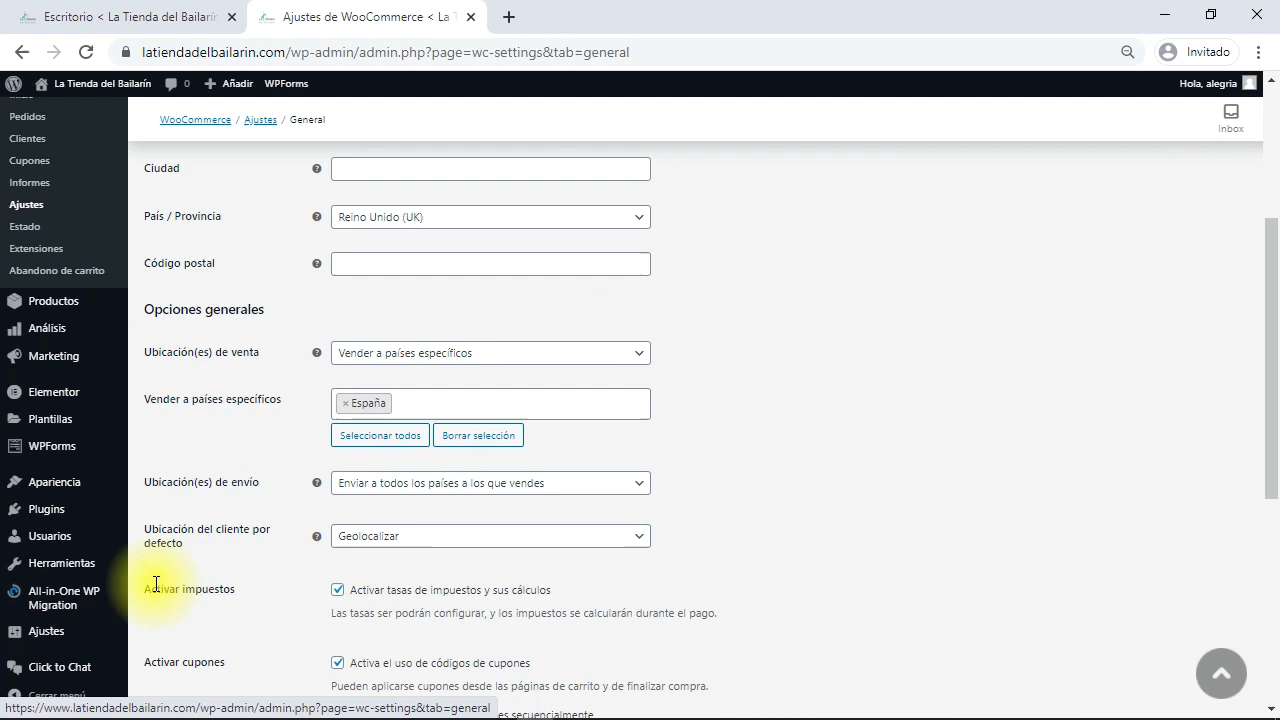 Escritorio < La Tienda del Bailarín
Ajustes de WooCommerce < La T
latiendadelbailarin.com/wp-admin/admin.php?page=wc-settings&tab=general
Invitado
La Tienda del Bailarín
0
Añadir
WPForms
Hola, alegria
Pedidos
Clientes
Cupones
Informes
Ajustes
Estado
Extensiones
Abandono de carrito
Productos
Análisis
Marketing
Elementor
Plantillas
WPForms
Apariencia
Plugins
Usuarios
Herramientas
All-in-One WP
Migration
Ajustes
Click to Chat
Cerrar menú
WooCommerce / Ajustes / General
Inbox
Ciudad
País / Provincia
Reino Unido (UK)
Código postal
Opciones generales
Ubicación(es) de venta
Vender a países específicos
Vender a países específicos
× España
Seleccionar todos
Borrar selección
Ubicación(es) de envío
Enviar a todos los países a los que vendes
Ubicación del cliente por
defecto
Geolocalizar
Activar impuestos
Activar tasas de impuestos y sus cálculos
Las tasas ser podrán configurar, y los impuestos se calcularán durante el pago.
Activar cupones
Activa el uso de códigos de cupones
Pueden aplicarse cupones desde las páginas de carrito y de finalizar compra.
es secuencialmente
https://www.latiendadelbailarin.com/wp-admin/admin.php?page=wc-settings&tab=general